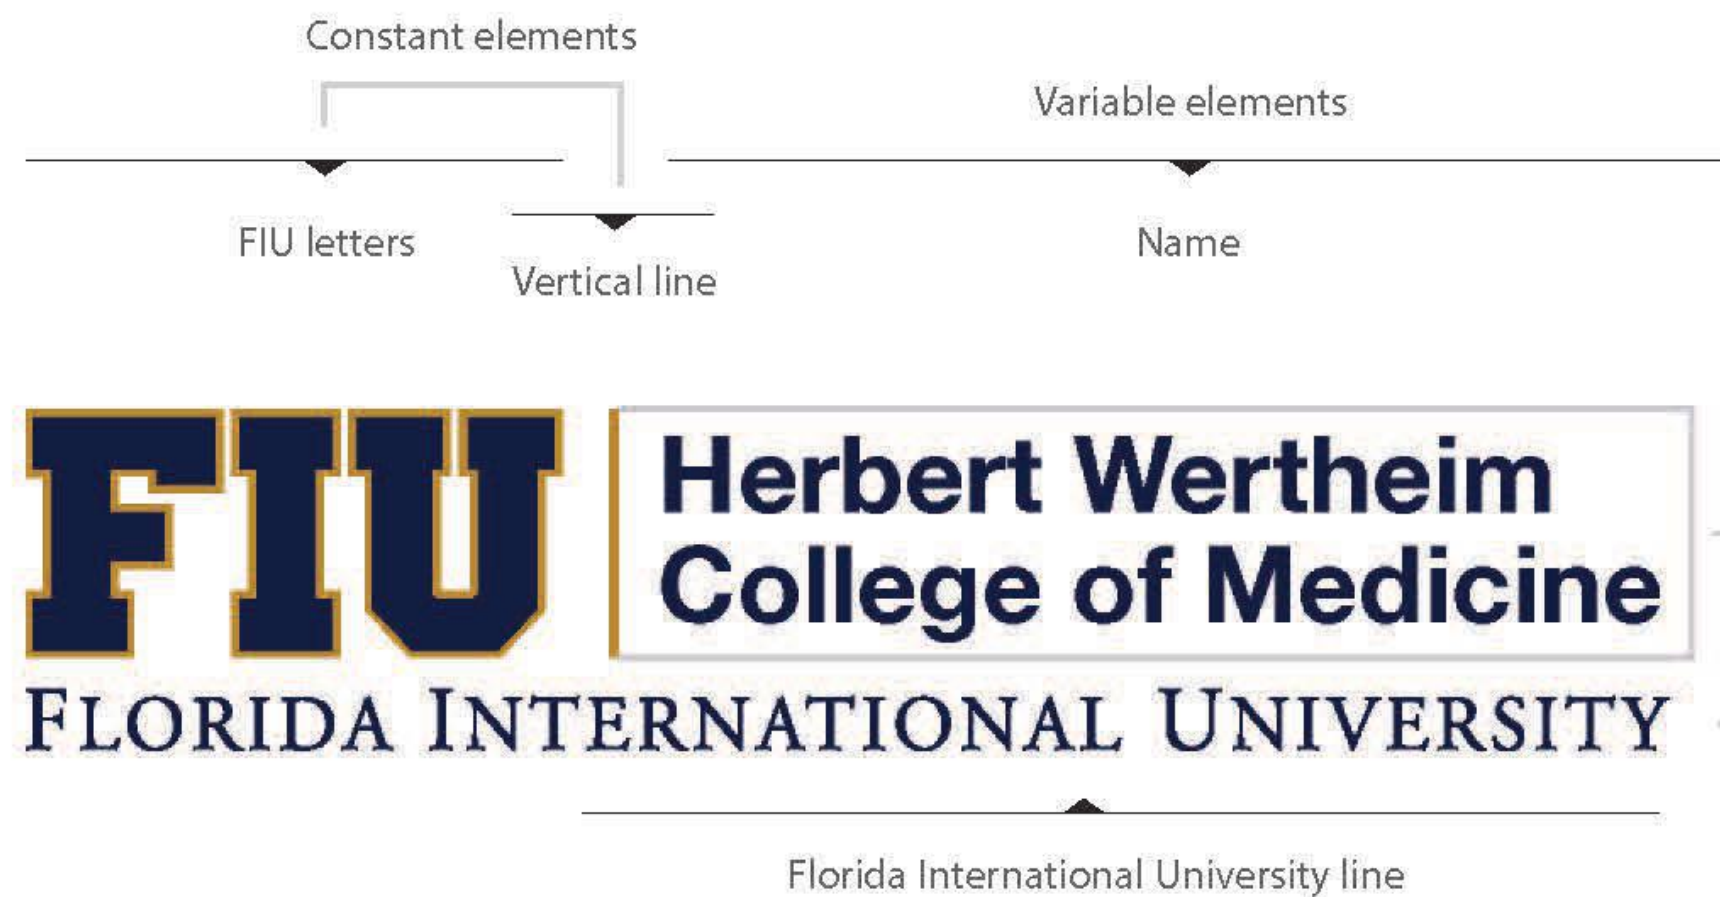 Constant elements
Variable elements
FIU letters
Vertical line
Name
FIU
Herbert Wertheim
College of Medicine
FLORIDA INTERNATIONAL UNIVERSITY
Florida International University line